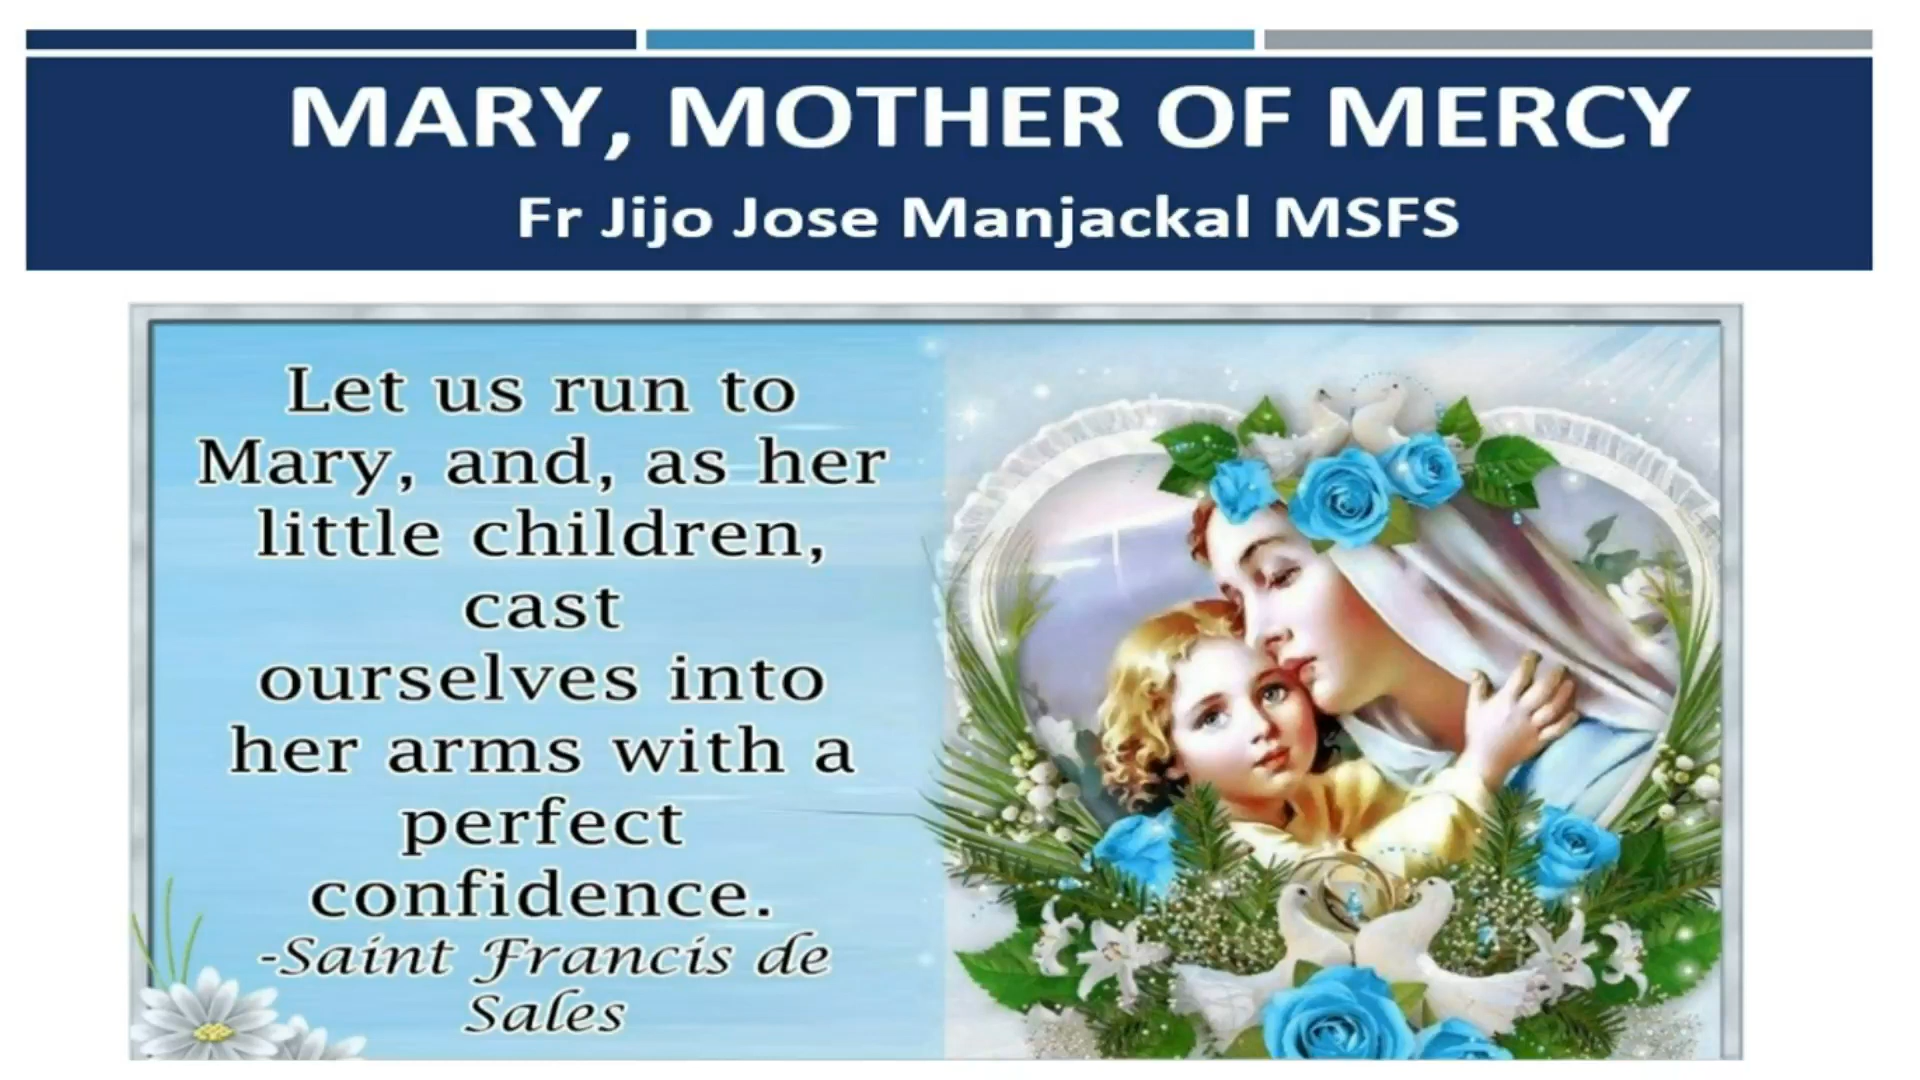 MARY, MOTHER OF MERCY
Fr Jijo Jose Manjackal MSFS
Let us run to
Mary, and, as her
little children,
cast
ourselves into
her arms with a
perfect
confidence.
-Saint Francis de
Sales